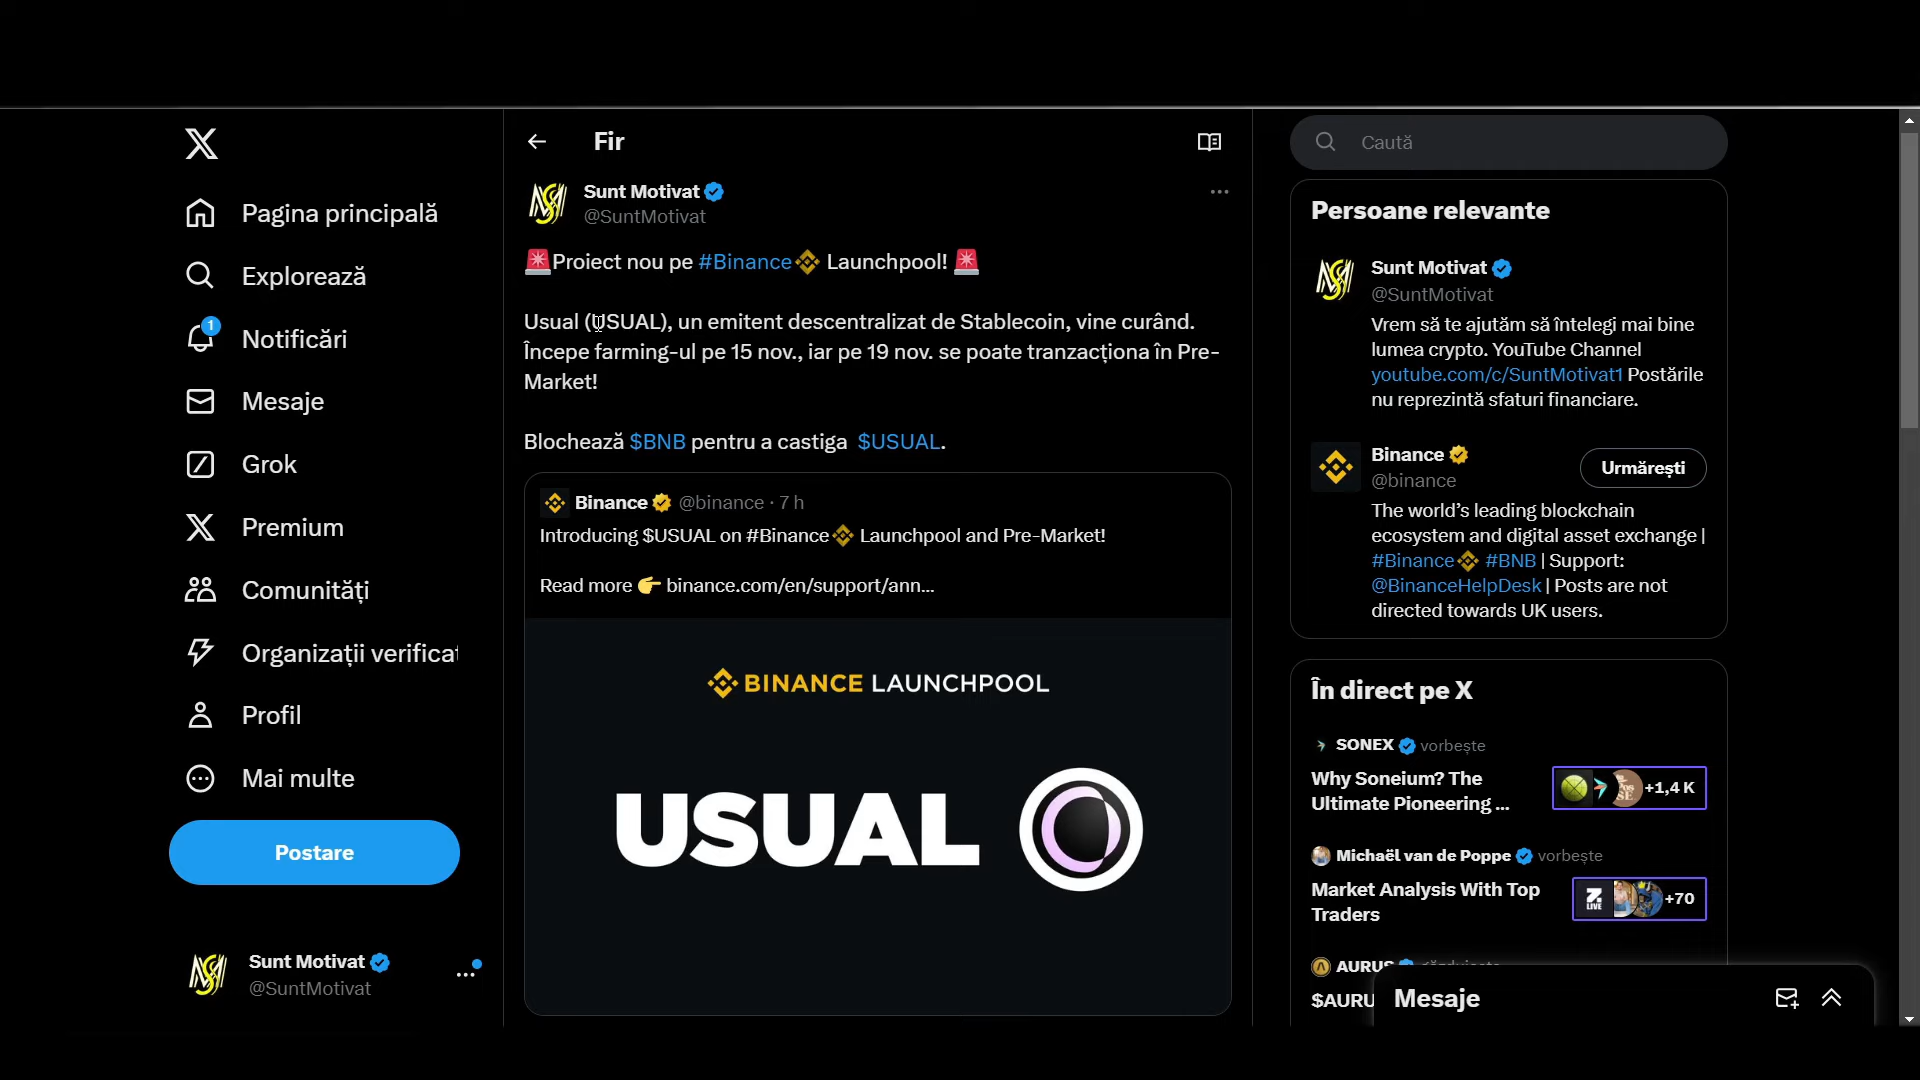 Pagina principală
Explorează
1
Notificări
Mesaje
Grok
Premium
Comunități
Organizații
Profil
Mai multe
Postare
Sunt Motivat
@SuntMotivat
Fir
Sunt Motivat
@SuntMotivat
🚨Proiect nou pe #Binance Launchpool! 🚨
Usual (USUAL), un emitent descentralizat de Stablecoin, vine curând.
Începe farming-ul pe 15 nov., iar pe 19 nov. se poate tranzacționa în Pre-
Market!
Blochează $BNB pentru a castiga $USUAL.
Binance @binance · 7 h
Introducing $USUAL on #Binance Launchpool and Pre-Market!
Read more 👉 binance.com/en/support/ann…
BINANCE LAUNCHPOOL
USUAL
Caută
Persoane relevante
Sunt Motivat
@SuntMotivat
Vrem să te ajutăm să întelegi mai bine
lumea crypto. YouTube Channel
youtube.com/c/SuntMotivat1 Postările
nu reprezintă sfaturi financiare.
Binance
@binance
Urmărești
The world's leading blockchain
ecosystem and digital asset exchange |
#Binance #BNB | Support:
@BinanceHelpDesk | Posts are not
directed towards UK users.
În direct pe X
SONEX vorbește
Why Soneium? The
Ultimate Pioneering ...
+1,4 K
Michaël van de Poppe vorbește
Market Analysis With Top
Traders
LIVE
+70
AURUS
$AURU
Mesaje